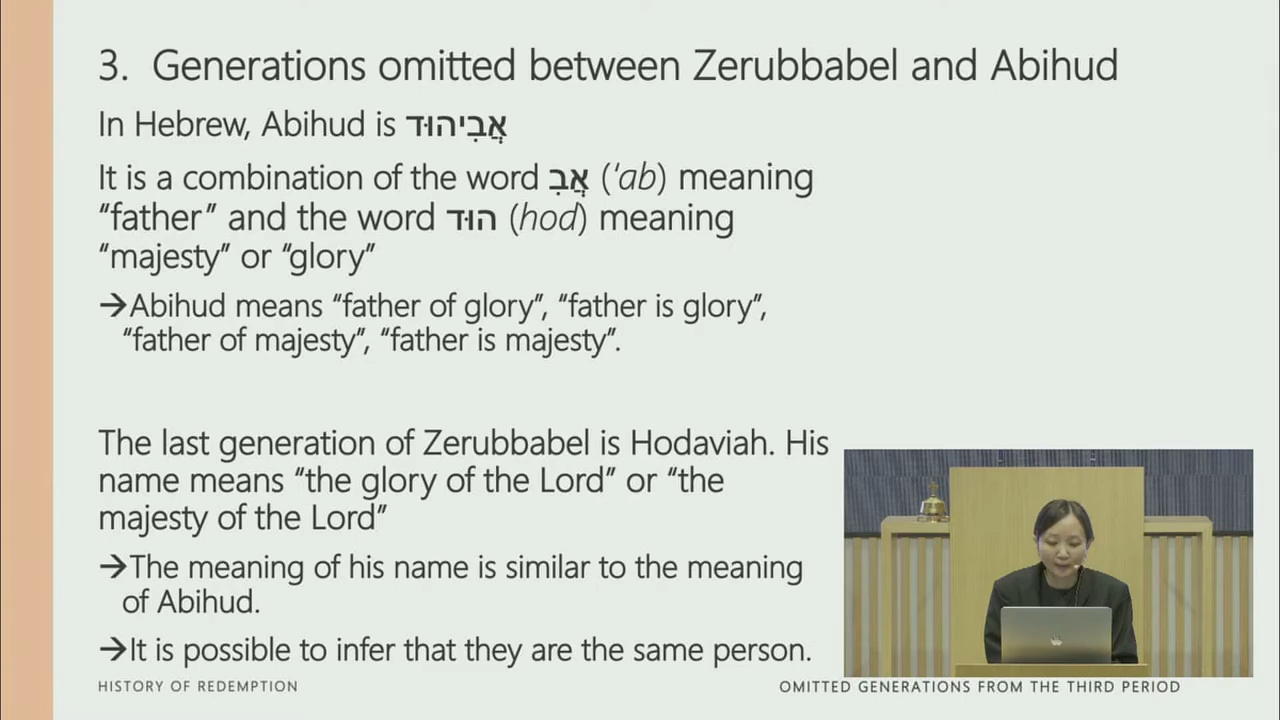 3. Generations omitted between Zerubbabel and Abihud
In Hebrew, Abihud is אֲבִיהוּד
It is a combination of the word אֲבִ (’ab) meaning
“father” and the word הוּד (hod) meaning
“majesty” or “glory”
→Abihud means “father of glory”, “father is glory”,
“father of majesty”, “father is majesty”.
The last generation of Zerubbabel is Hodaviah. His
name means “the glory of the Lord” or “the
majesty of the Lord”
→The meaning of his name is similar to the meaning
of Abihud.
→It is possible to infer that they are the same person.
HISTORY OF REDEMPTION
OMITTED GENERATIONS FROM THE THIRD PERIOD